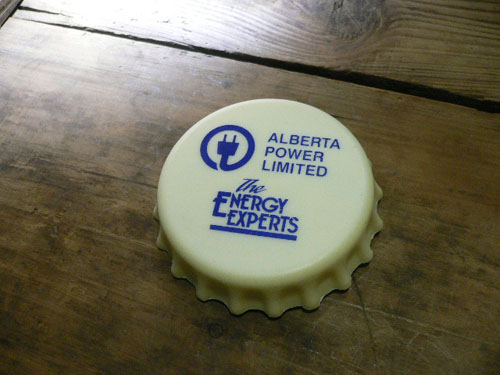 ALBERTA
POWER
LIMITED
The
ENERGY
EXPERTS